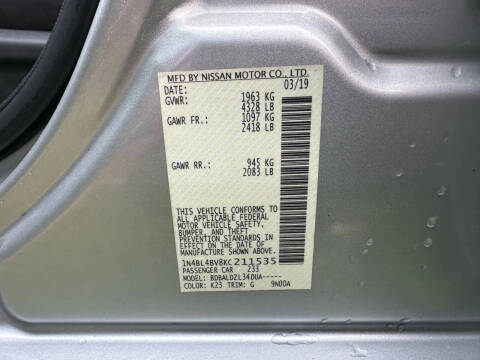 MFD BY NISSAN MOTOR CO., LTD.
DATE: 03/19
GVWR: 1963 KG
4328 LB
GAWR FR.: 1097 KG
2418 LB
GAWR RR.: 945 KG
2083 LB
THIS VEHICLE CONFORMS TO
ALL APPLICABLE FEDERAL
MOTOR VEHICLE SAFETY,
BUMPER, AND THEFT
PREVENTION STANDARDS IN
EFFECT ON THE DATE OF
MANUFACTURE SHOWN ABOVE.
1N4BL4BV8KC211535
PASSENGER CAR 233
MODEL: BDBALDZL34DUA-----
COLOR: K23 TRIM: G 9N00A